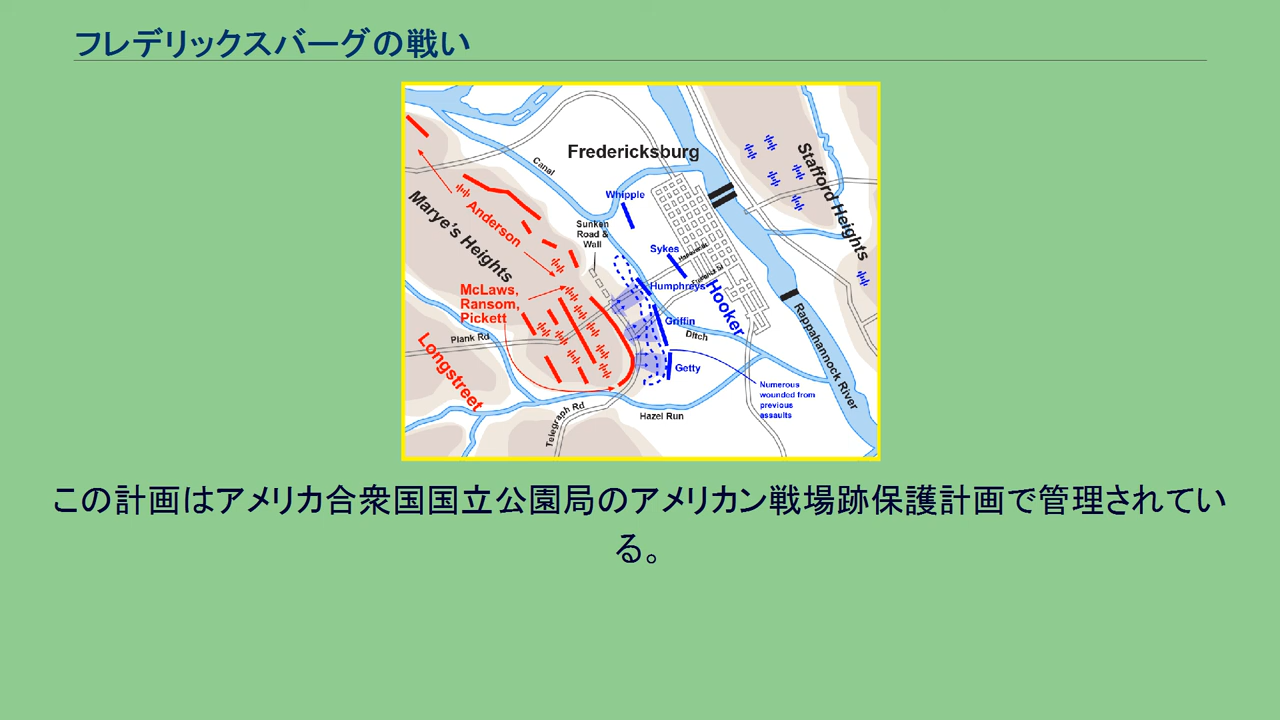 フレデリックスバーグの戦い
Fredericksburg
Stafford Heights
Canal
Whipple
Marye's Heights
Anderson
Sunken
Road &
Wall
Sykes
Hanover St
Frederick St
McLaws,
Ransom,
Pickett
Humphreys
Hooker
Griffin
Ditch
Plank Rd
Longstreet
Getty
Rappahannock River
Numerous
wounded from
previous
assaults
Telegraph Rd
Hazel Run
この計画はアメリカ合衆国国立公園局のアメリカン戦場跡保護計画で管理されてい
る。